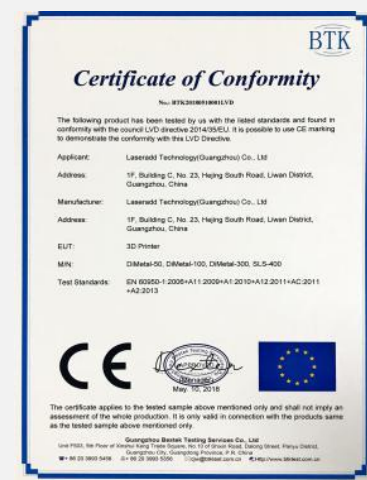 BTK
Certificate of Conformity
No.: BTK20180510001LVD
The following product has been tested by us with the listed standards and found in
conformity with the council LVD directive 2014/35/EU. It is possible to use CE marking
to demonstrate the conformity with this LVD Directive.
Applicant: Laseradd Technology(Guangzhou) Co., Ltd
Address: 1F, Building C, No. 23, Hejing South Road, Liwan District,
Guangzhou, China
Manufacturer: Laseradd Technology(Guangzhou) Co., Ltd
Address: 1F, Building C, No. 23, Hejing South Road, Liwan District,
Guangzhou, China
EUT: 3D Printer
M/N: DiMetal-50, DiMetal-100, DiMetal-300, SLS-400
Test Standards: EN 60950-1:2006+A11:2009+A1:2010+A12:2011+AC:2011
+A2:2013
CE
May. 10, 2018
The certificate applies to the tested sample above mentioned only and shall not imply an
assessment of the whole production. It is only valid in connection with the products same
as the tested sample above mentioned only.
Guangzhou Bestek Testing Services Co., Ltd
Guangzhou City, Guangdong Province, P.R. China